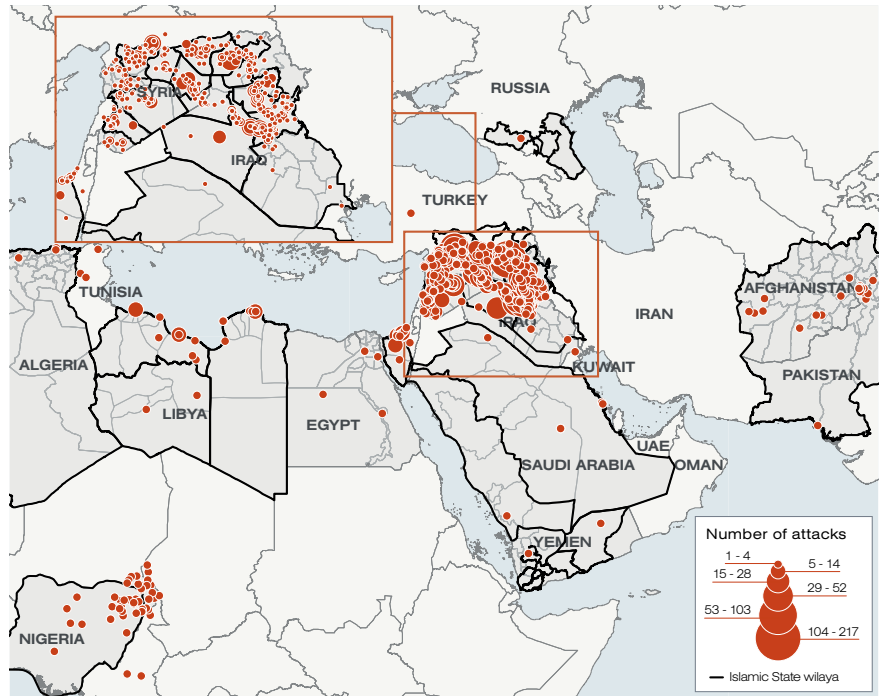 RUSSIA
SYRIA
IRAQ
TURKEY
TUNISIA
AFGHANISTAN
IRAN
IRAQ
ALGERIA
KUWAIT
PAKISTAN
LIBYA
EGYPT
UAE
SAUDI ARABIA
OMAN
YEMEN
NIGERIA
Number of attacks
1 - 4
5 - 14
15 - 28
29 - 52
53 - 103
104 - 217
Islamic State wilaya